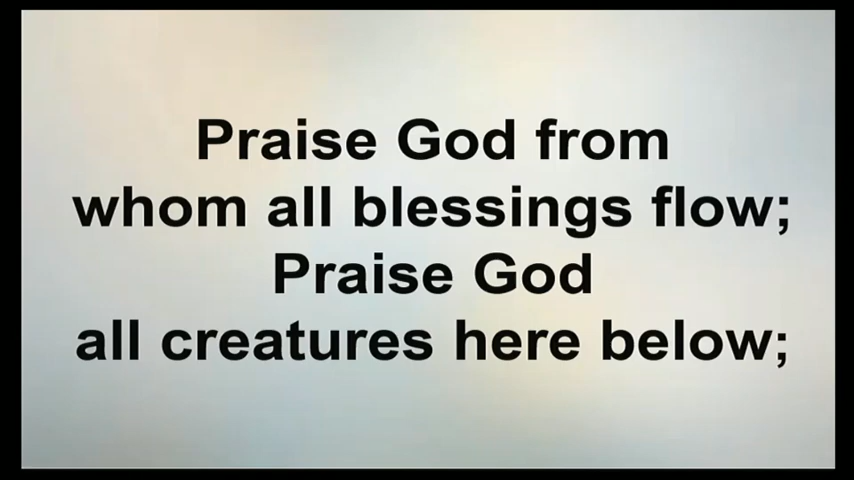 Praise God from
whom all blessings flow;
Praise God
all creatures here below;